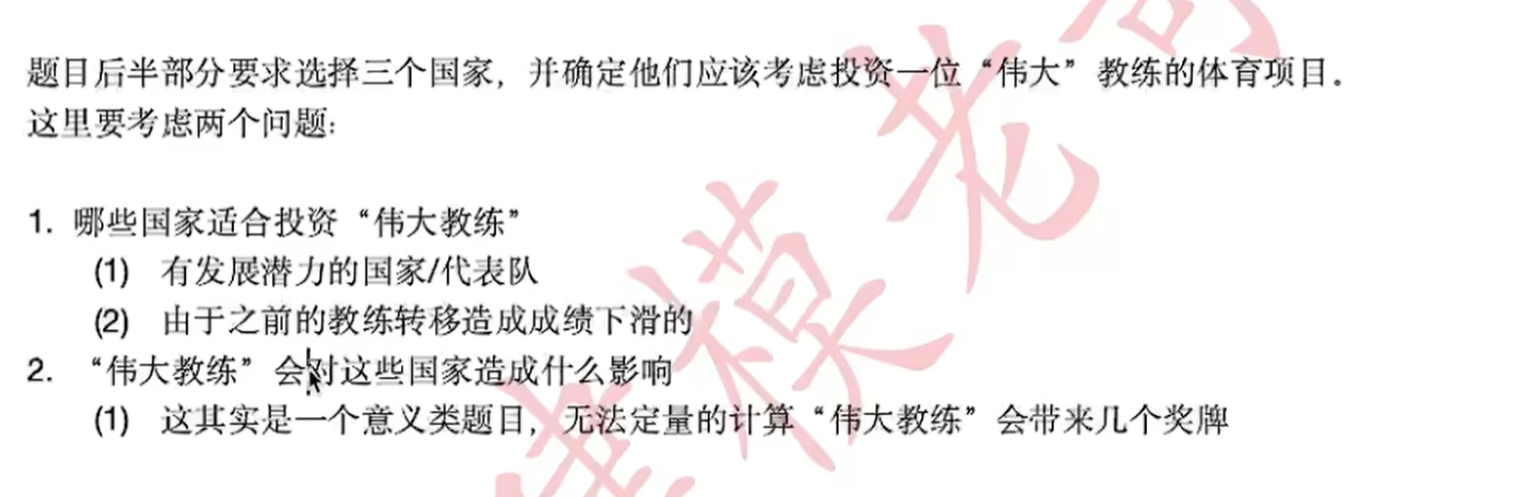 题目后半部分要求选择三个国家，并确定他们应该考虑投资一位“伟大”教练的体育项目。
这里要考虑两个问题：
1. 哪些国家适合投资“伟大教练”
(1) 有发展潜力的国家/代表队
(2) 由于之前的教练转移造成成绩下滑的
2. “伟大教练”会对这些国家造成什么影响
(1) 这其实是一个意义类题目，无法定量的计算“伟大教练”会带来几个奖牌
模老哥